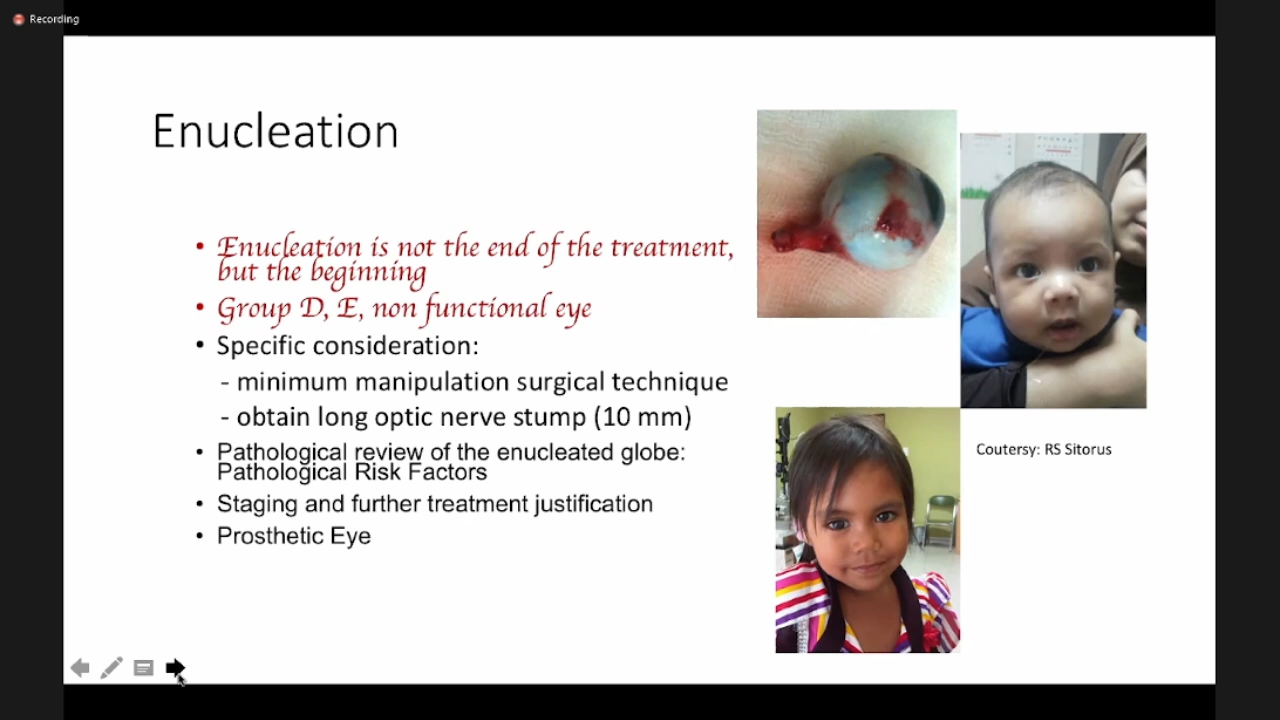 Recording
Enucleation
• Enucleation is not the end of the treatment,
but the beginning
• Group D, E, non functional eye
• Specific consideration:
- minimum manipulation surgical technique
- obtain long optic nerve stump (10 mm)
• Pathological review of the enucleated globe:
Pathological Risk Factors
• Staging and further treatment justification
• Prosthetic Eye
Coutersy: RS Sitorus